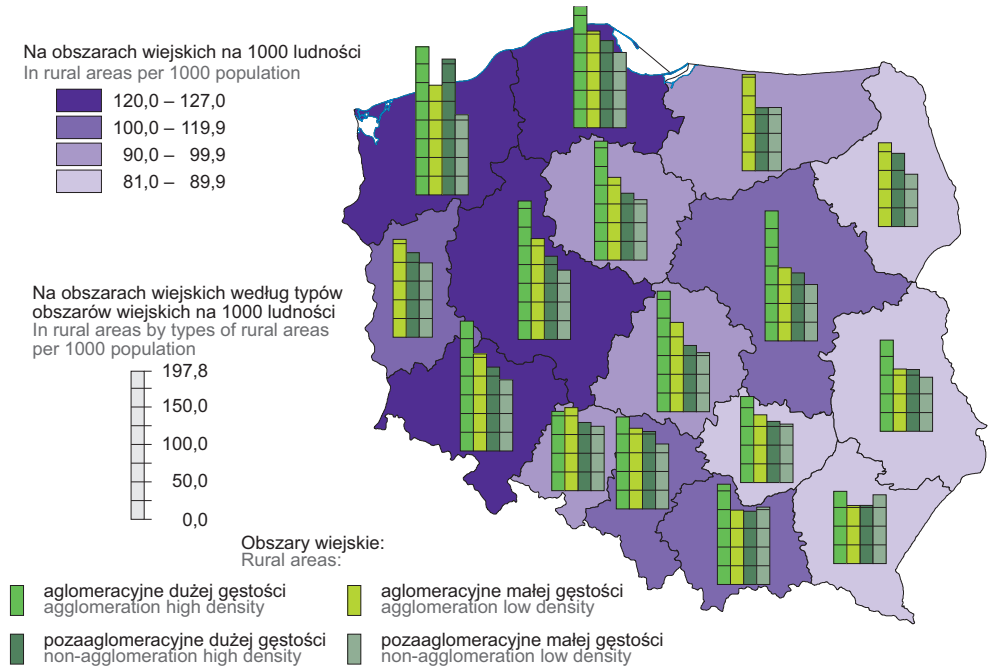 Na obszarach wiejskich na 1000 ludności
In rural areas per 1000 population
120,0 – 127,0
100,0 – 119,9
90,0 – 99,9
81,0 – 89,9
Na obszarach wiejskich według typów
obszarów wiejskich na 1000 ludności
In rural areas by types of rural areas
per 1000 population
197,8
150,0
100,0
50,0
0,0
Obszary wiejskie:
Rural areas:
aglomeracyjne dużej gęstości
agglomeration high density
aglomeracyjne małej gęstości
agglomeration low density
pozaaglomeracyjne dużej gęstości
non-agglomeration high density
pozaaglomeracyjne małej gęstości
non-agglomeration low density